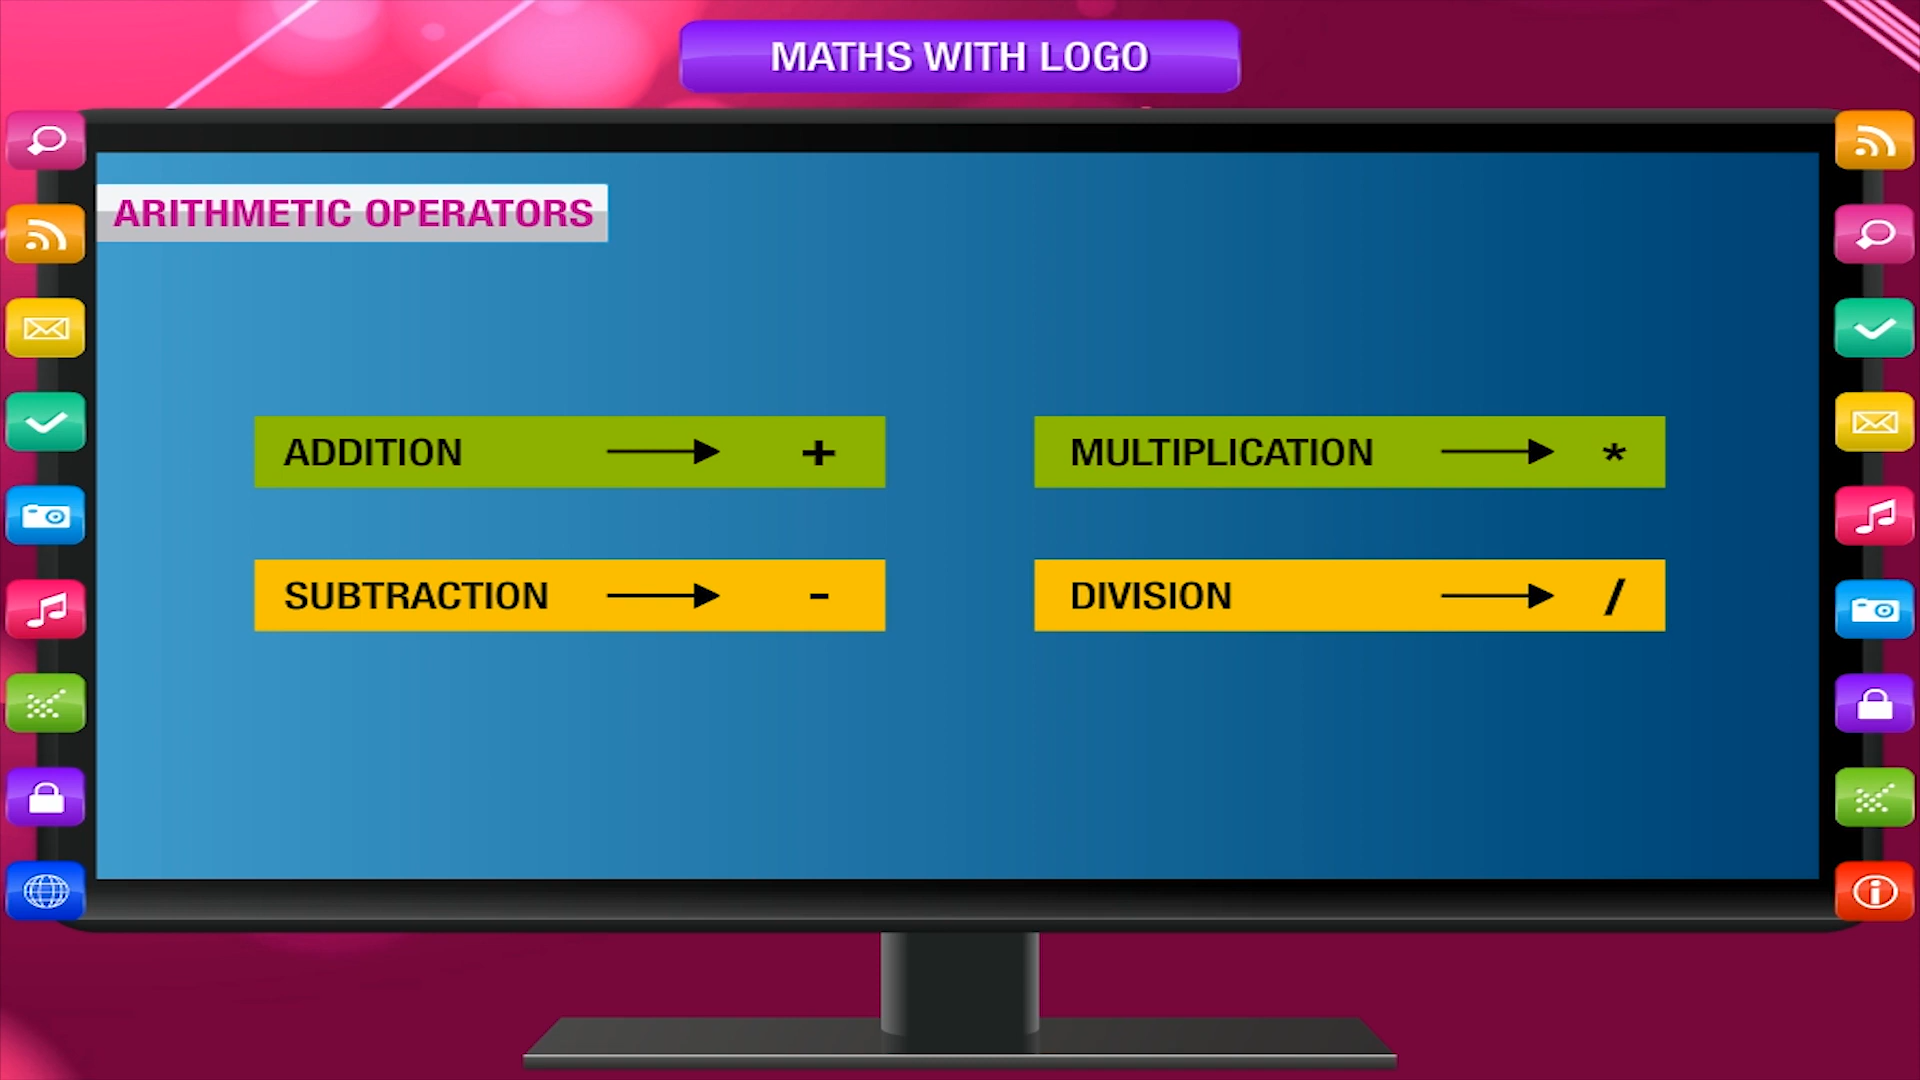 MATHS WITH LOGO
ARITHMETIC OPERATORS
ADDITION → +
MULTIPLICATION → *
SUBTRACTION → -
DIVISION → /